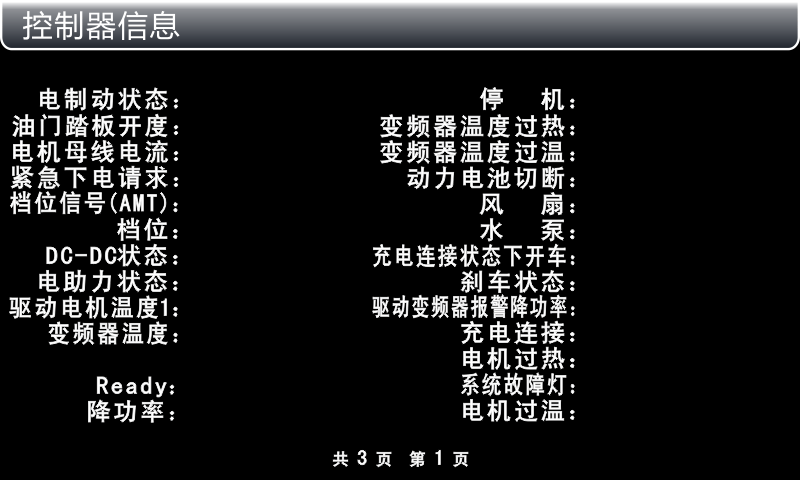 控制器信息
电制动状态:
停 机:
油门踏板开度:
变频器温度过热:
电机母线电流:
变频器温度过温:
紧急下电请求:
动力电池切断:
档位信号(AMT):
风 扇:
档位:
水 泵:
DC-DC状态:
充电连接状态下开车:
电助力状态:
刹车状态:
驱动电机温度1:
驱动变频器报警降功率:
变频器温度:
充电连接:
电机过热:
Ready:
系统故障灯:
降功率:
电机过温:
共 3 页 第 1 页